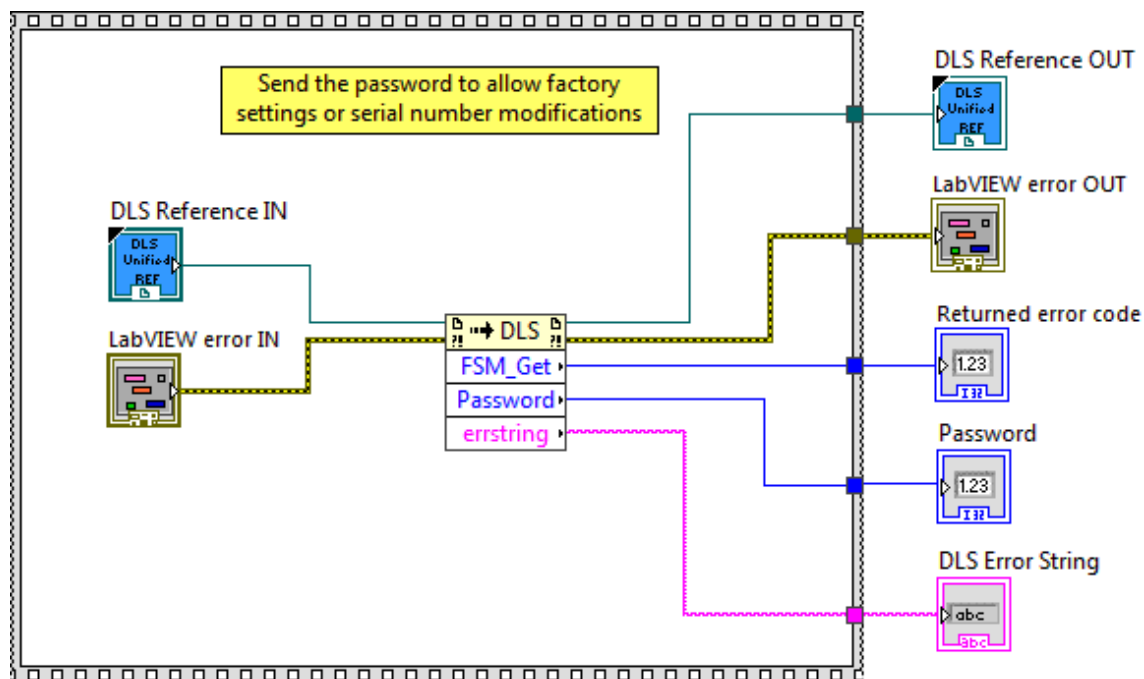 DLS Reference OUT
DLS
Unified
REF
Send the password to allow factory
settings or serial number modifications
LabVIEW error OUT
DLS Reference IN
DLS
Unified
REF
LabVIEW error IN
DLS
?!
?!
FSM_Get
Password
errstring
Returned error code
1.23
I32
Password
1.23
I32
DLS Error String
abc
abc